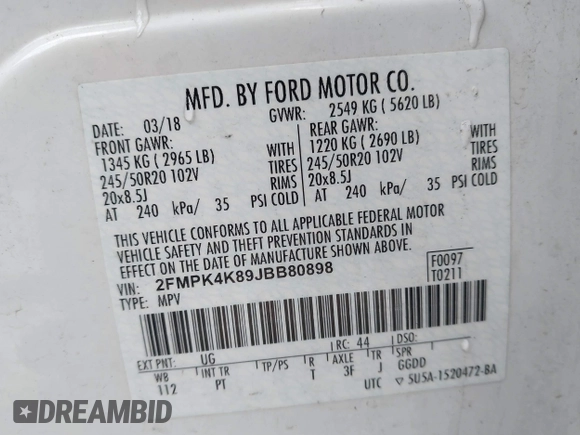 MFD. BY FORD MOTOR CO.
DATE: 03/18 GVWR: 2549 KG ( 5620 LB)
FRONT GAWR: REAR GAWR:
1345 KG ( 2965 LB) WITH 1220 KG ( 2690 LB) WITH
245/50R20 102V TIRES 245/50R20 102V TIRES
20x8.5J RIMS 20x8.5J RIMS
AT 240 kPa/ 35 PSI COLD AT 240 kPa/ 35 PSI COLD
THIS VEHICLE CONFORMS TO ALL APPLICABLE FEDERAL MOTOR
VEHICLE SAFETY AND THEFT PREVENTION STANDARDS IN
EFFECT ON THE DATE OF MANUFACTURE SHOWN ABOVE.
VIN: 2FMPK4K89JBB80898 F0097
TYPE: MPV T0211
EXT PNT: UG RC: 44 DSO:
WB INT TR TP/PS R AXLE TR SPR
112 PT T 3F J GGDD
UTC ▽ SU5A-1520472-BA
DREAMBID